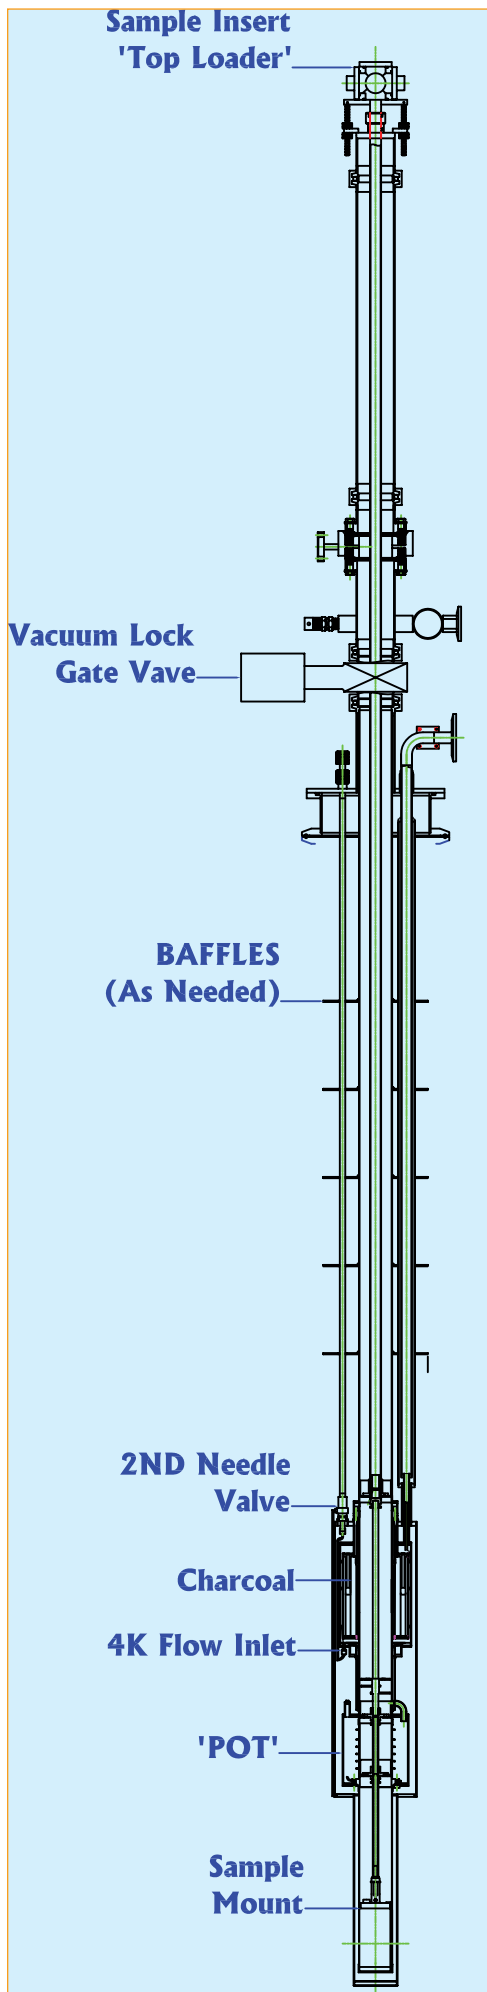 Sample Insert
'Top Loader'
Vacuum Lock
Gate Vave
BAFFLES
(As Needed)
2ND Needle
Valve
Charcoal
4K Flow Inlet
'POT'
Sample
Mount